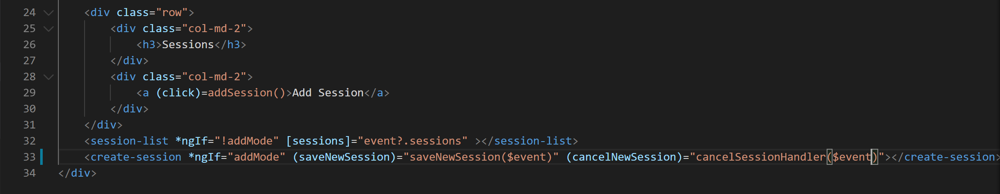 24 <div class="row">
25 <div class="col-md-2">
26 <h3>Sessions</h3>
27 </div>
28 <div class="col-md-2">
29 <a (click)=addSession()>Add Session</a>
30 </div>
31 </div>
32 <session-list *ngIf="!addMode" [sessions]="event?.sessions" ></session-list>
33 <create-session *ngIf="addMode" (saveNewSession)="saveNewSession($event)" (cancelNewSession)="cancelSessionHandler($event)"></create-session>
34 </div>